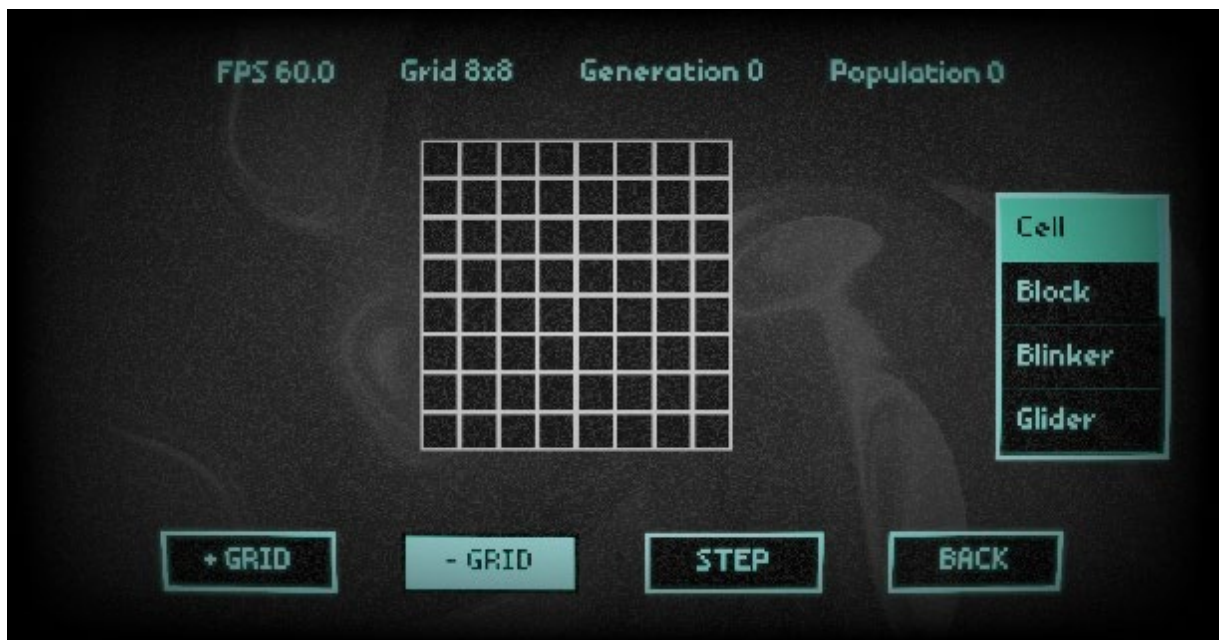 FPS 60.0 Grid 8x8 Generation 0 Population 0
Cell
Block
Blinker
Glider
+ GRID - GRID STEP BACK